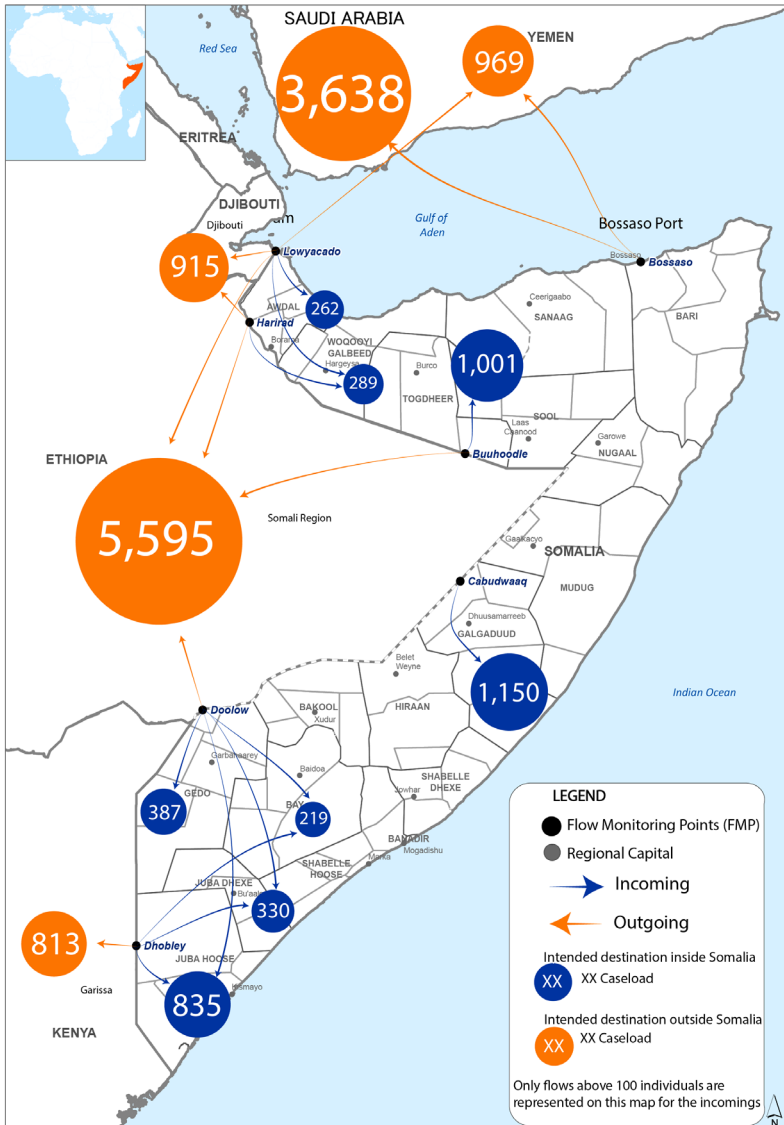 SAUDI ARABIA
YEMEN
Red Sea
969
3,638
ERITREA
DJIBOUTI
Djibouti
Gulf of
Aden
Bossaso Port
Lowyacado
Bossaso
Bossaso
915
262
AWDAL
Ceerigaabo
SANAAG
BARI
Harirad
Borama
WOQOOYI
GALBEED
Hargeysa
289
Burco
1,001
TOGDHEER
SOOL
Laas
Caanood
Garowe
NUGAAL
ETHIOPIA
Buuhoodle
5,595
Somali Region
Gaalkacyo
SOMALIA
Cabudwaaq
MUDUG
Dhuusamarreeb
GALGADUUD
Belet
Weyne
1,150
Indian Ocean
Doolow
BAKOOL
Xudur
HIRAAN
Garbahaarey
Baidoa
GEDO
387
BAY
219
SHABELLE
DHEXE
Jowhar
BANADIR
Mogadishu
Marka
SHABELLE
HOOSE
JUBA DHEXE
Bu'aale
330
813
Dhobley
JUBA HOOSE
Garissa
Kismayo
835
KENYA
LEGEND
Flow Monitoring Points (FMP)
Regional Capital
Incoming
Outgoing
Intended destination inside Somalia
XX XX Caseload
Intended destination outside Somalia
XX XX Caseload
Only flows above 100 individuals are
represented on this map for the incomings
N